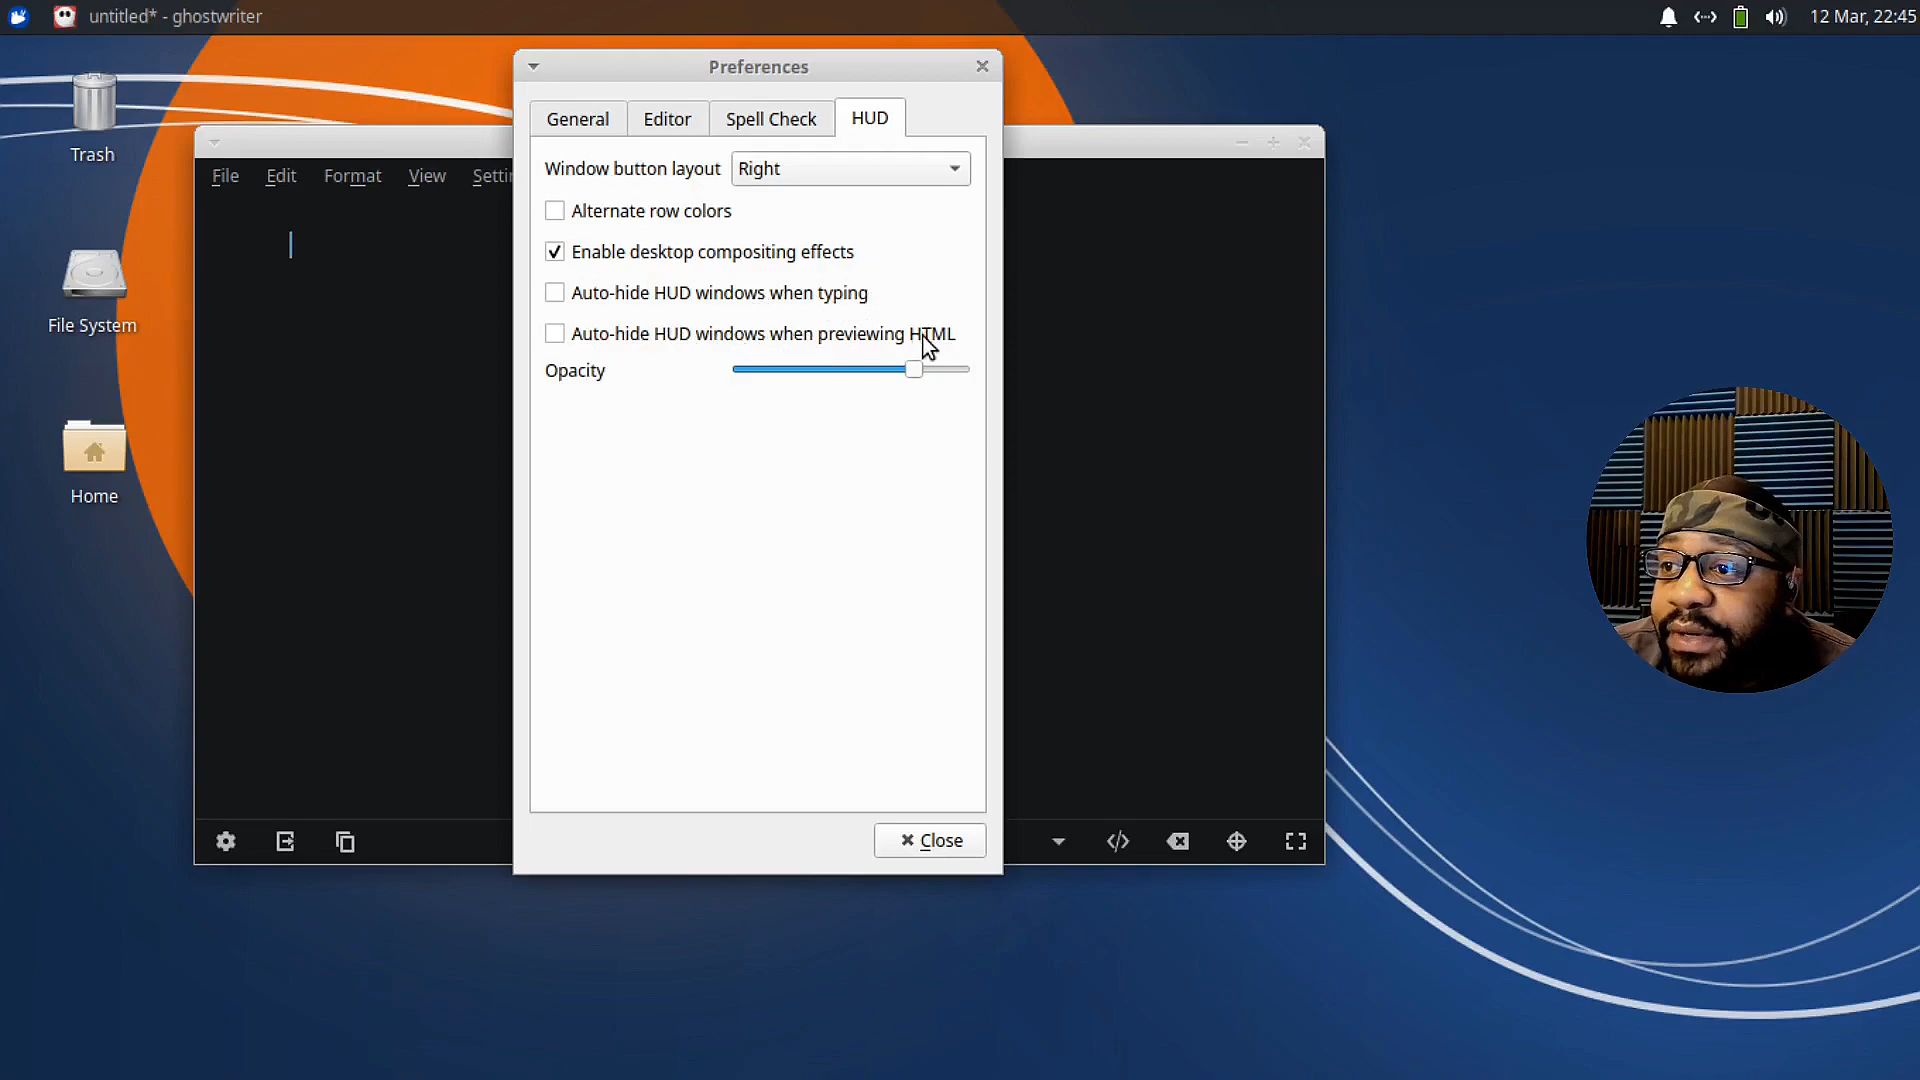 untitled* - ghostwriter
12 Mar, 22:45
Preferences
General Editor Spell Check HUD
Trash
File Edit Format View Setti
Window button layout Right
Alternate row colors
Enable desktop compositing effects
Auto-hide HUD windows when typing
Auto-hide HUD windows when previewing HTML
Opacity
File System
Home
Close